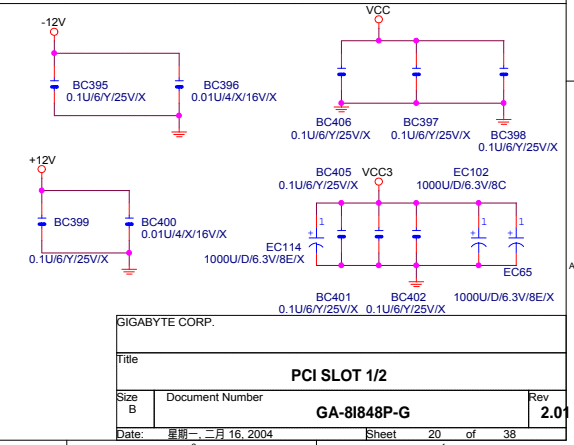 -12V
VCC
BC395
0.1U/6/Y/25V/X
BC396
0.01U/4/X/16V/X
BC406
0.1U/6/Y/25V/X
BC397
0.1U/6/Y/25V/X
BC398
0.1U/6/Y/25V/X
+12V
BC399
0.1U/6/Y/25V/X
BC400
0.01U/4/X/16V/X
BC405
0.1U/6/Y/25V/X
VCC3
EC102
1000U/D/6.3V/8C
1
1
1
+
+
+
EC114
1000U/D/6.3V/8E/X
EC65
1000U/D/6.3V/8E/X
BC401
0.1U/6/Y/25V/X
BC402
0.1U/6/Y/25V/X
A
GIGABYTE CORP.
Title
PCI SLOT 1/2
Size
B
Document Number
GA-8I848P-G
Rev
2.01
Date:
星期一, 二月 16, 2004
Sheet 20 of 38